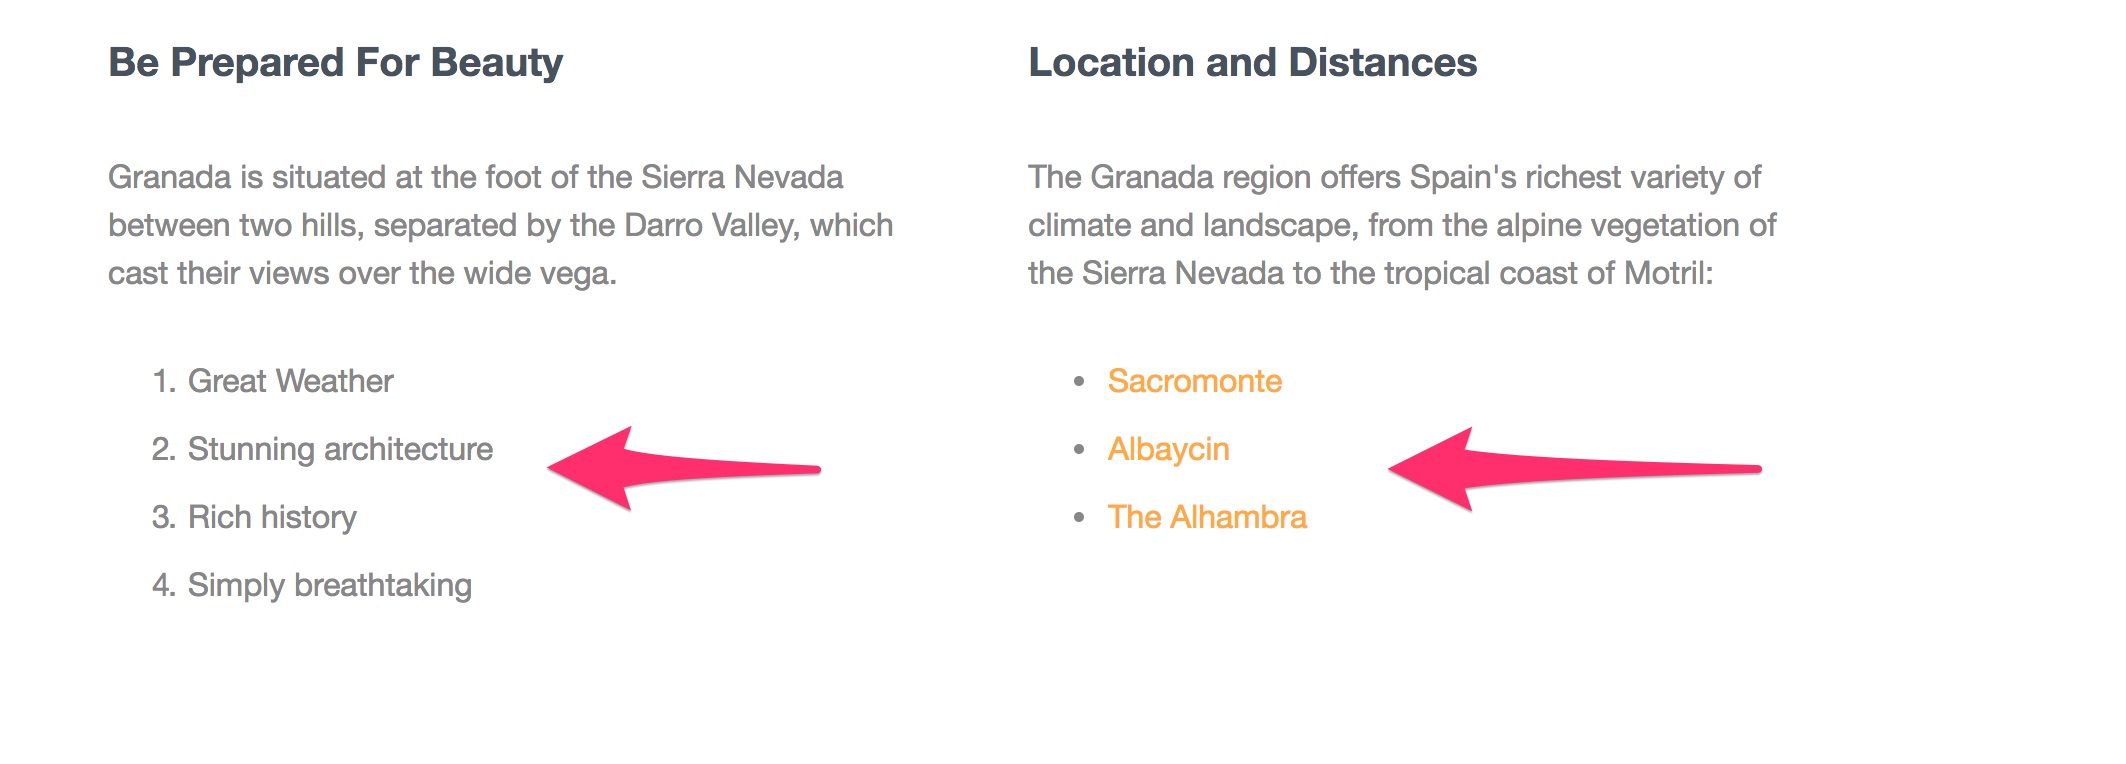 Be Prepared For Beauty
Granada is situated at the foot of the Sierra Nevada
between two hills, separated by the Darro Valley, which
cast their views over the wide vega.
1. Great Weather
2. Stunning architecture
3. Rich history
4. Simply breathtaking
Location and Distances
The Granada region offers Spain's richest variety of
climate and landscape, from the alpine vegetation of
the Sierra Nevada to the tropical coast of Motril:
• Sacromonte
• Albaycin
• The Alhambra